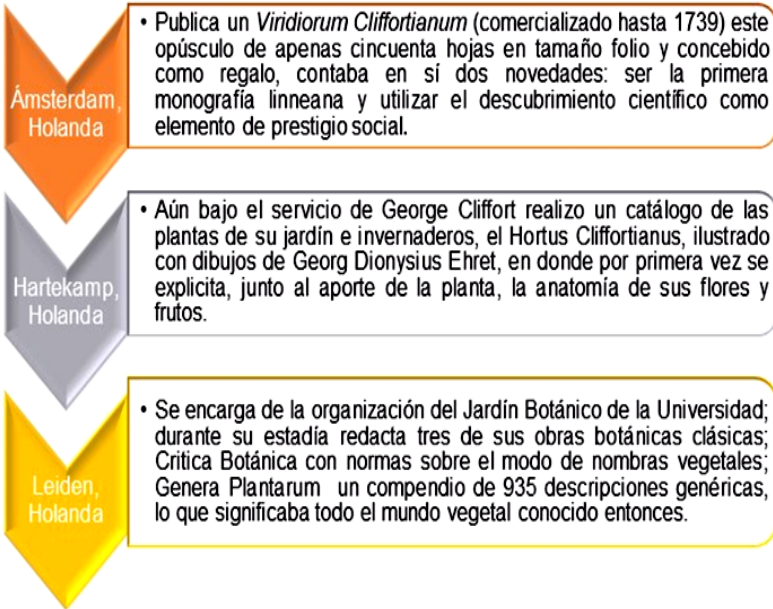 Ámsterdam,
Holanda
• Publica un Viridiorum Cliffortianum (comercializado hasta 1739) este
opúsculo de apenas cincuenta hojas en tamaño folio y concebido
como regalo, contaba en sí dos novedades: ser la primera
monografía linneana y utilizar el descubrimiento científico como
elemento de prestigio social.
Hartekamp,
Holanda
• Aún bajo el servicio de George Cliffort realizo un catálogo de las
plantas de su jardín e invernaderos, el Hortus Cliffortianus, ilustrado
con dibujos de Georg Dionysius Ehret, en donde por primera vez se
explicita, junto al aporte de la planta, la anatomía de sus flores y
frutos.
Leiden,
Holanda
• Se encarga de la organización del Jardín Botánico de la Universidad;
durante su estadía redacta tres de sus obras botánicas clásicas;
Critica Botánica con normas sobre el modo de nombras vegetales;
Genera Plantarum un compendio de 935 descripciones genéricas,
lo que significaba todo el mundo vegetal conocido entonces.